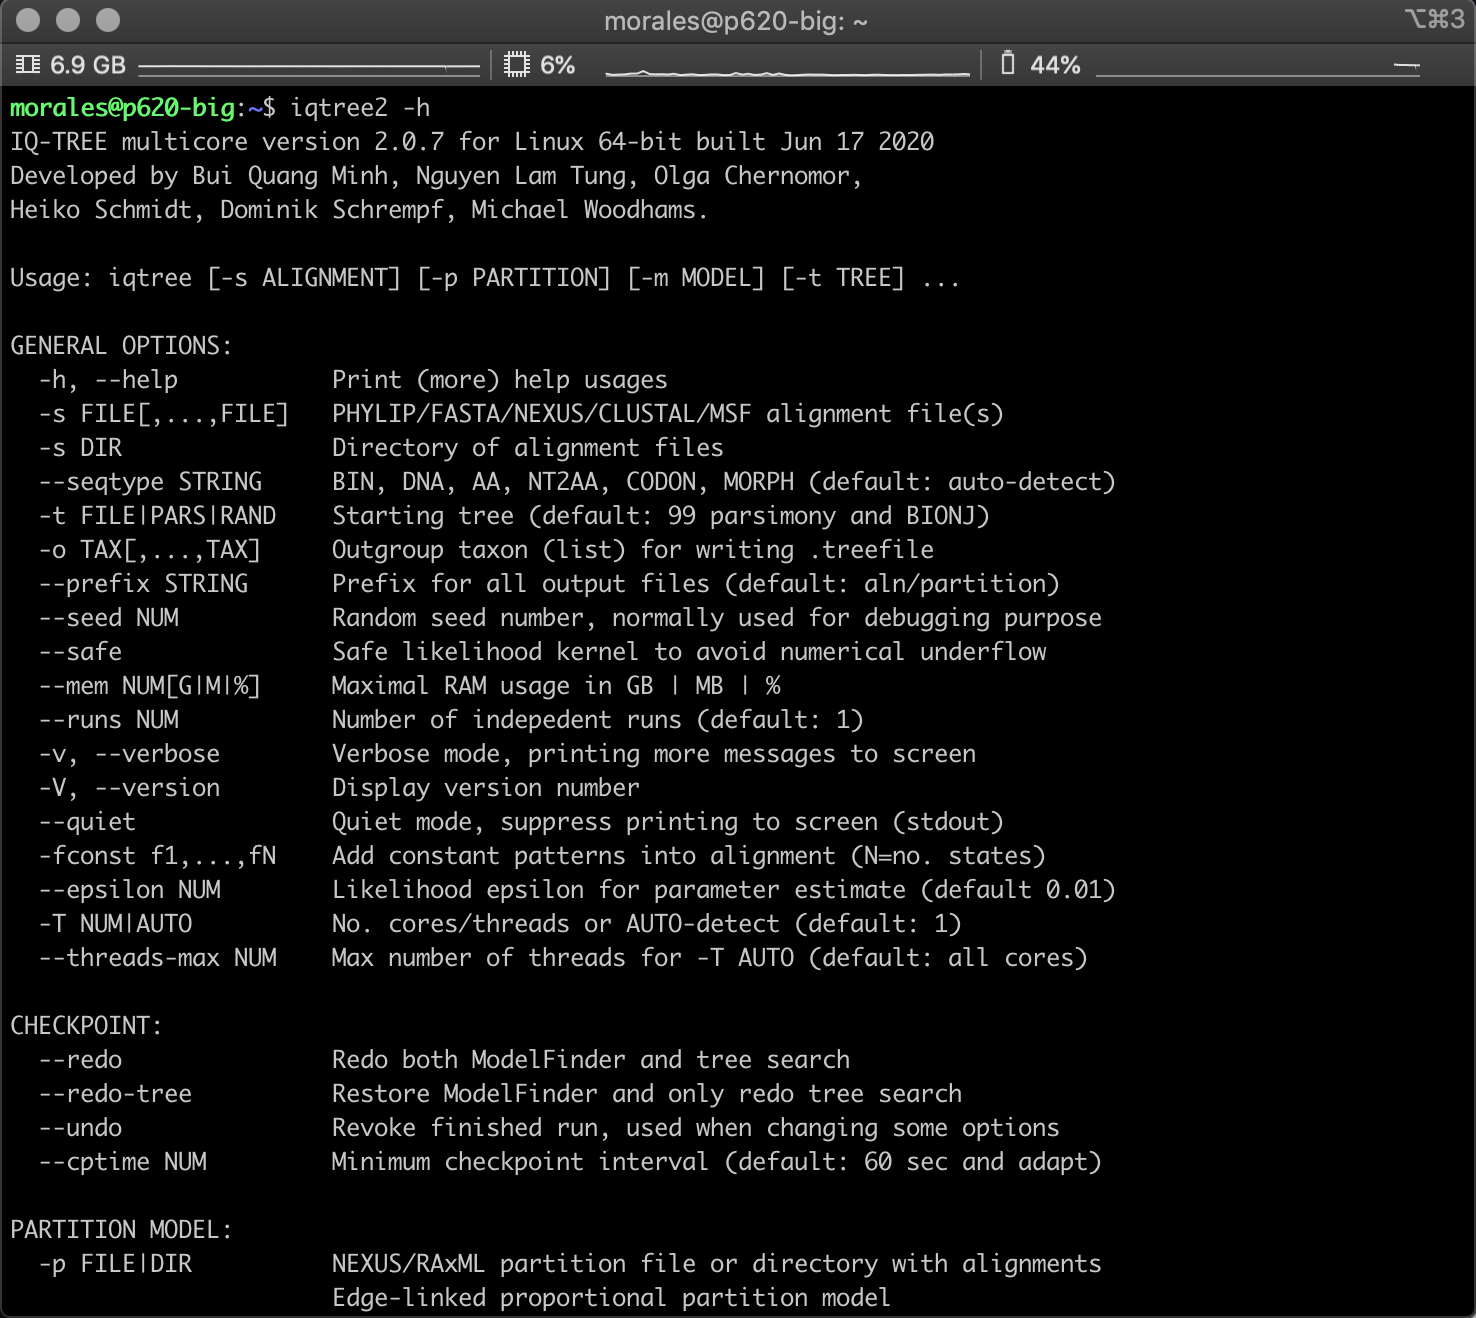 morales@p620-big: ~
⌥⌘3
6.9 GB
6%
44%
morales@p620-big:~$ iqtree2 -h
IQ-TREE multicore version 2.0.7 for Linux 64-bit built Jun 17 2020
Developed by Bui Quang Minh, Nguyen Lam Tung, Olga Chernomor,
Heiko Schmidt, Dominik Schrempf, Michael Woodhams.

Usage: iqtree [-s ALIGNMENT] [-p PARTITION] [-m MODEL] [-t TREE] ...

GENERAL OPTIONS:
  -h, --help           Print (more) help usages
  -s FILE[,...,FILE]   PHYLIP/FASTA/NEXUS/CLUSTAL/MSF alignment file(s)
  -s DIR               Directory of alignment files
  --seqtype STRING     BIN, DNA, AA, NT2AA, CODON, MORPH (default: auto-detect)
  -t FILE|PARS|RAND    Starting tree (default: 99 parsimony and BIONJ)
  -o TAX[,...,TAX]     Outgroup taxon (list) for writing .treefile
  --prefix STRING      Prefix for all output files (default: aln/partition)
  --seed NUM           Random seed number, normally used for debugging purpose
  --safe               Safe likelihood kernel to avoid numerical underflow
  --mem NUM[G|M|%]     Maximal RAM usage in GB | MB | %
  --runs NUM           Number of indepedent runs (default: 1)
  -v, --verbose        Verbose mode, printing more messages to screen
  -V, --version        Display version number
  --quiet              Quiet mode, suppress printing to screen (stdout)
  -fconst f1,...,fN    Add constant patterns into alignment (N=no. states)
  --epsilon NUM        Likelihood epsilon for parameter estimate (default 0.01)
  -T NUM|AUTO          No. cores/threads or AUTO-detect (default: 1)
  --threads-max NUM    Max number of threads for -T AUTO (default: all cores)

CHECKPOINT:
  --redo               Redo both ModelFinder and tree search
  --redo-tree          Restore ModelFinder and only redo tree search
  --undo               Revoke finished run, used when changing some options
  --cptime NUM         Minimum checkpoint interval (default: 60 sec and adapt)

PARTITION MODEL:
  -p FILE|DIR          NEXUS/RAxML partition file or directory with alignments
                       Edge-linked proportional partition model